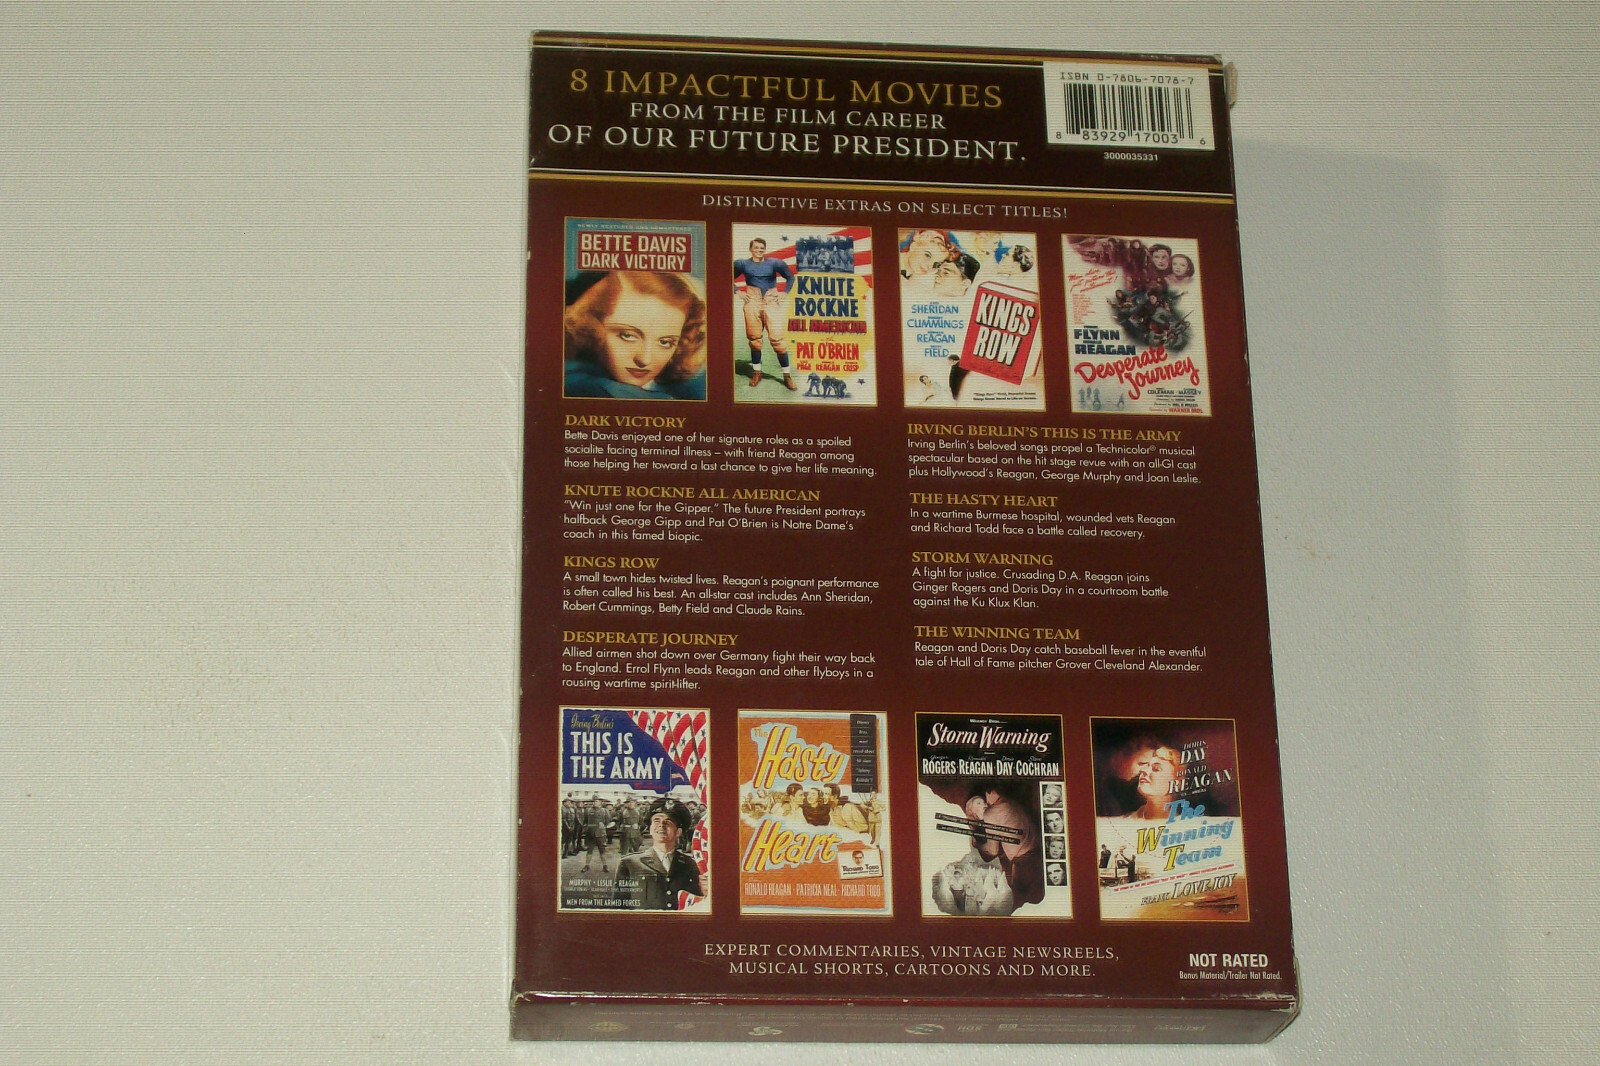 8 IMPACTFUL MOVIES
FROM THE FILM CAREER
OF OUR FUTURE PRESIDENT.
ISBN 0-7806-7078-7
8 83929 17003 6
3000035331
DISTINCTIVE EXTRAS ON SELECT TITLES!
NEWLY RESTORED AND REMASTERED
BETTE DAVIS
DARK VICTORY
KNUTE
ROCKNE
ALL AMERICAN
PAT O'BRIEN
PAGE REAGAN CRISP
SHERIDAN
CUMMINGS
REAGAN
FIELD
KINGS
ROW
FLYNN
REAGAN
Desperate
Journey
COLEMAN MASSEY
WARNER BROS.
DARK VICTORY
Bette Davis enjoyed one of her signature roles as a spoiled
socialite facing terminal illness – with friend Reagan among
those helping her toward a last chance to give her life meaning.
KNUTE ROCKNE ALL AMERICAN
"Win just one for the Gipper." The future President portrays
halfback George Gipp and Pat O'Brien is Notre Dame's
coach in this famed biopic.
KINGS ROW
A small town hides twisted lives. Reagan's poignant performance
is often called his best. An all-star cast includes Ann Sheridan,
Robert Cummings, Betty Field and Claude Rains.
DESPERATE JOURNEY
Allied airmen shot down over Germany fight their way back
to England. Errol Flynn leads Reagan and other flyboys in a
rousing wartime spirit-lifter.
IRVING BERLIN'S THIS IS THE ARMY
Irving Berlin's beloved songs propel a Technicolor® musical
spectacular based on the hit stage revue with an all-GI cast
plus Hollywood's Reagan, George Murphy and Joan Leslie.
THE HASTY HEART
In a wartime Burmese hospital, wounded vets Reagan
and Richard Todd face a battle called recovery.
STORM WARNING
A fight for justice. Crusading D.A. Reagan joins
Ginger Rogers and Doris Day in a courtroom battle
against the Ku Klux Klan.
THE WINNING TEAM
Reagan and Doris Day catch baseball fever in the eventful
tale of Hall of Fame pitcher Grover Cleveland Alexander.
Irving Berlin's
THIS IS
THE ARMY
MURPHY · LESLIE · REAGAN
MEN FROM THE ARMED FORCES
The
Hasty
Heart
RICHARD TODD
RONALD REAGAN · PATRICIA NEAL · RICHARD TODD
Storm Warning
ROGERS · REAGAN · DAY · COCHRAN
DORIS
DAY
RONALD
REAGAN
The
Winning
Team
FRANK LOVEJOY
EXPERT COMMENTARIES, VINTAGE NEWSREELS,
MUSICAL SHORTS, CARTOONS AND MORE.
NOT RATED
Bonus Material/Trailer Not Rated.